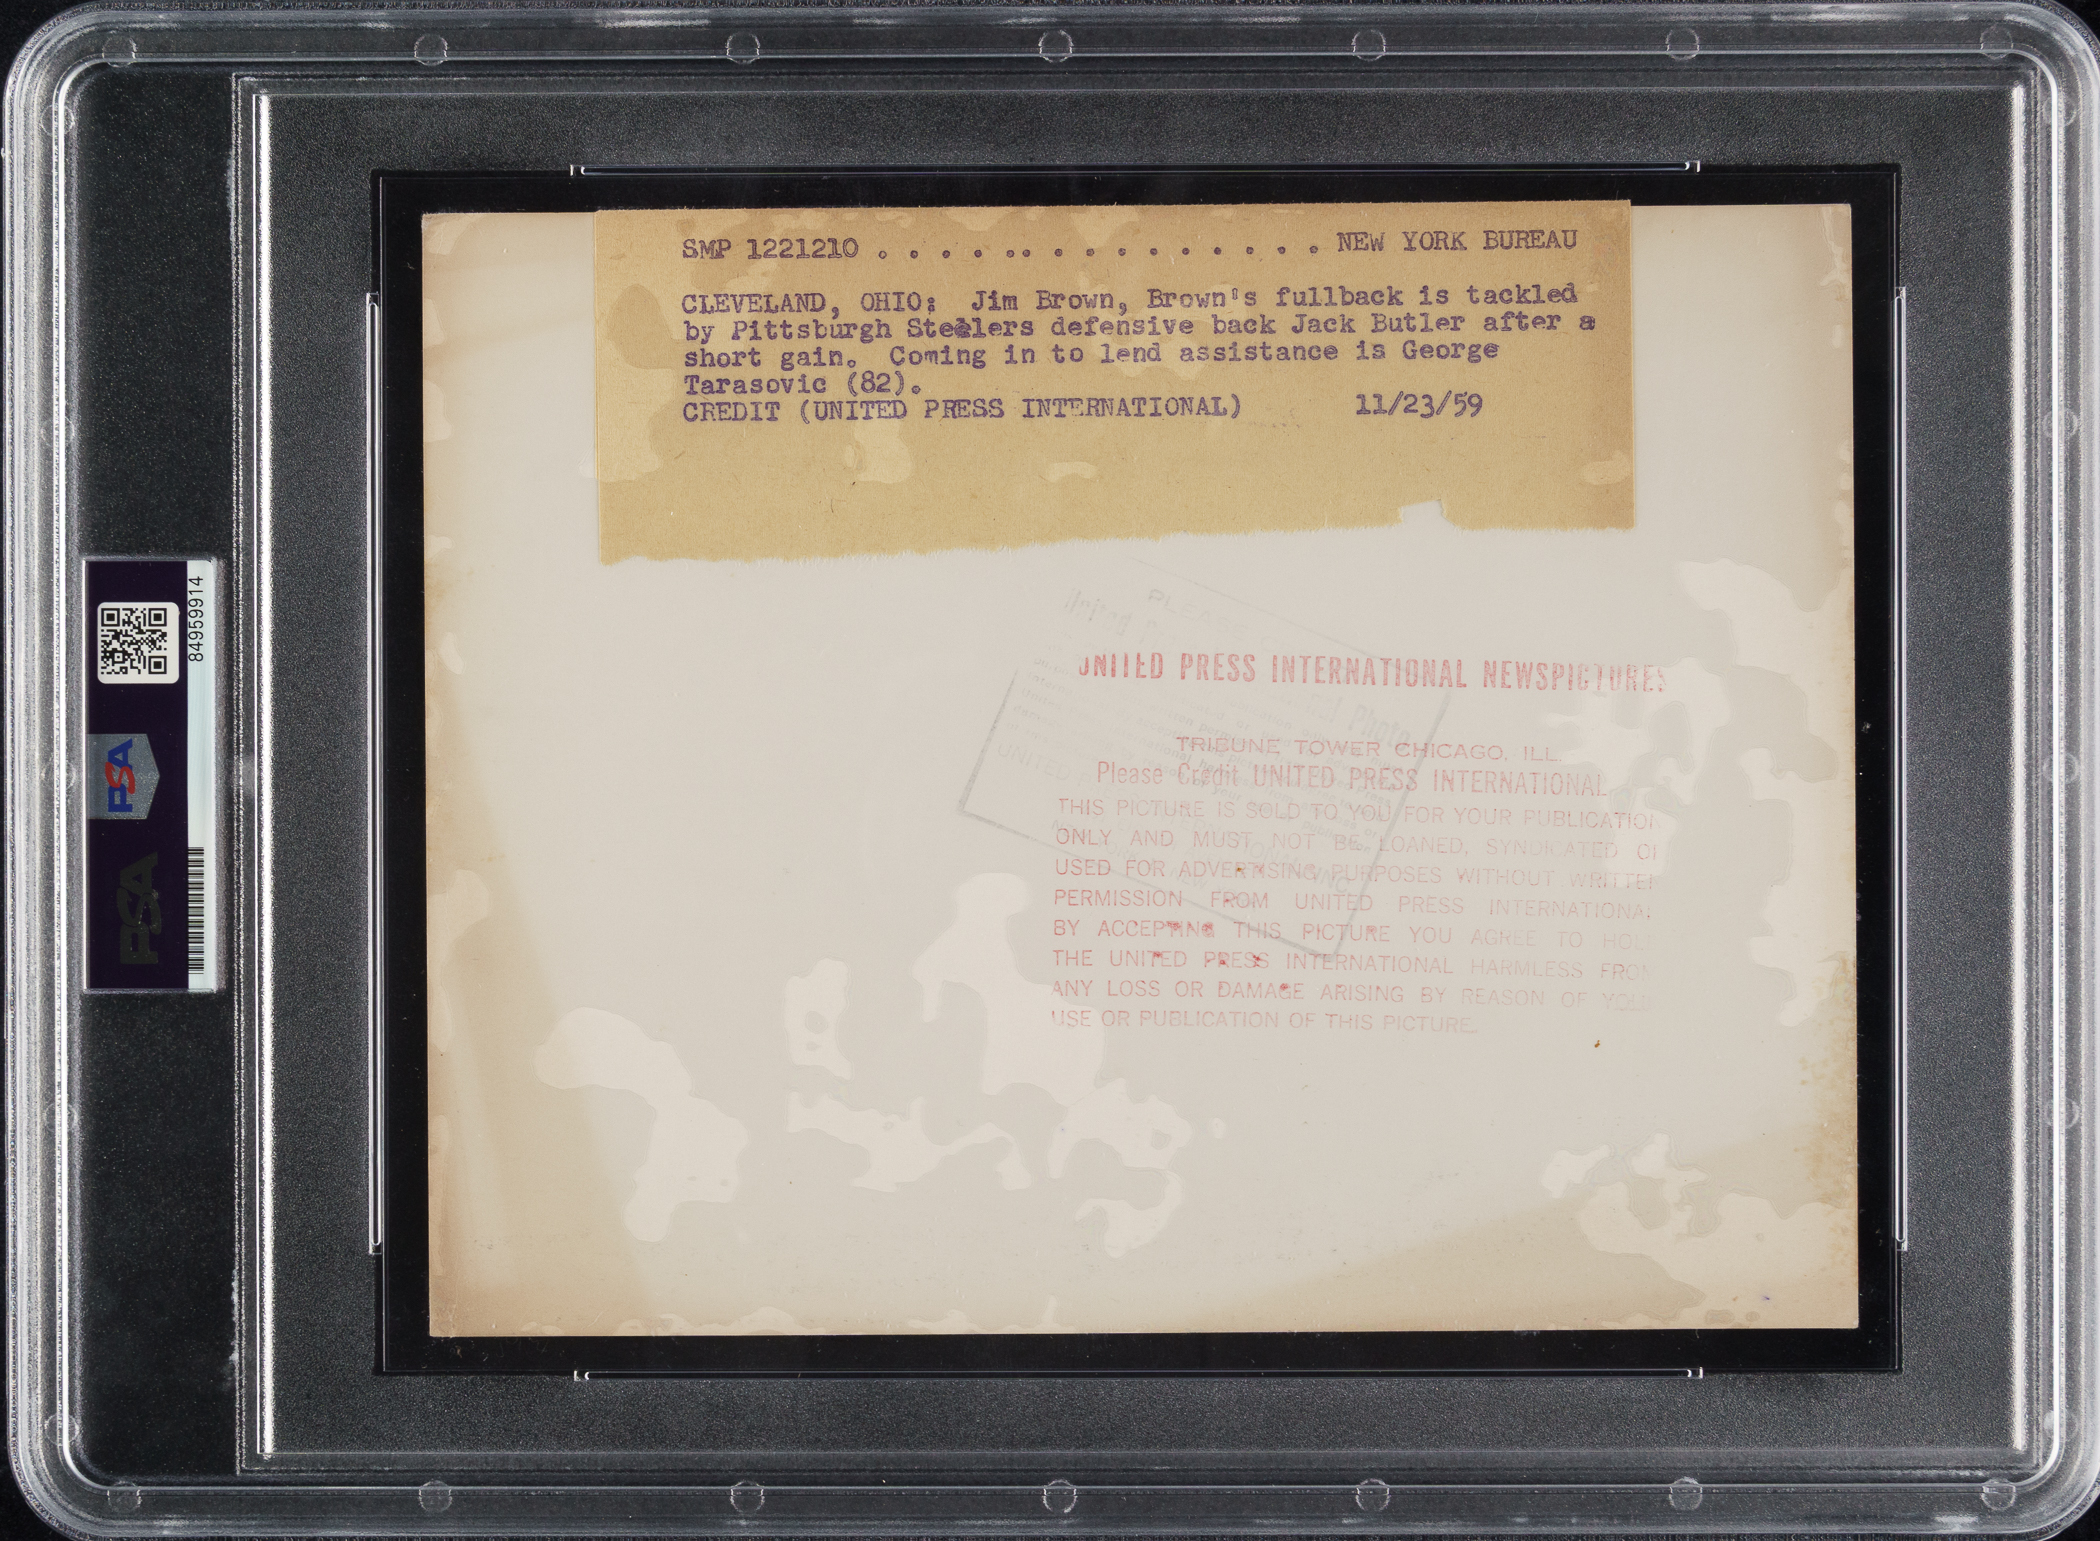 SMP 1221210 . . . . .. . . . . . . . . NEW YORK BUREAU
CLEVELAND, OHIO: Jim Brown, Brown's fullback is tackled
by Pittsburgh Steelers defensive back Jack Butler after a
short gain. Coming in to lend assistance is George
Tarasovic (82).
CREDIT (UNITED PRESS INTERNATIONAL) 11/23/59
UNITED PRESS INTERNATIONAL NEWSPICTURES
TRIBUNE TOWER CHICAGO, ILL.
Please Credit UNITED PRESS INTERNATIONAL
THIS PICTURE IS SOLD TO YOU FOR YOUR PUBLICATION
ONLY AND MUST NOT BE LOANED, SYNDICATED OR
USED FOR ADVERTISING PURPOSES WITHOUT WRITTEN
PERMISSION FROM UNITED PRESS INTERNATIONAL
BY ACCEPTING THIS PICTURE YOU AGREE TO HOLD
THE UNITED PRESS INTERNATIONAL HARMLESS FROM
ANY LOSS OR DAMAGE ARISING BY REASON OF YOUR
USE OR PUBLICATION OF THIS PICTURE.
Photo
UNITED
84959914
PSA
PSA